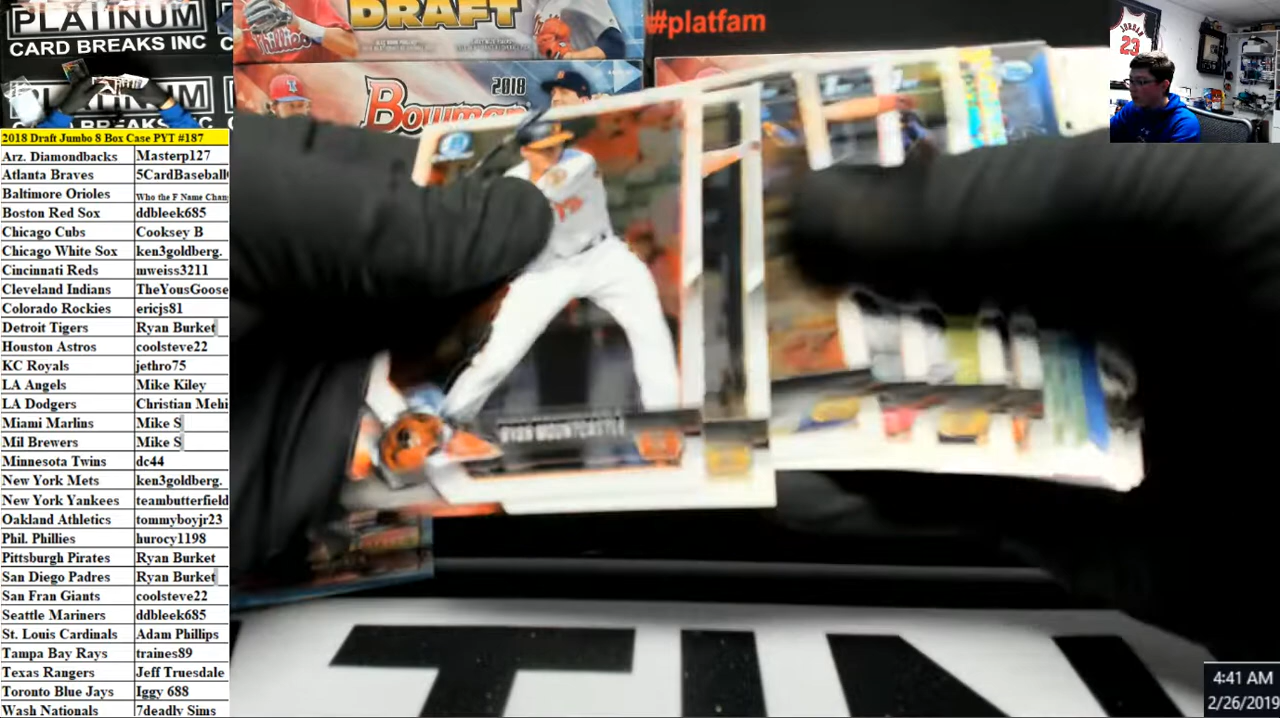 PLATINUM
CARD BREAKS INC
PLATINUM
DRAFT
Phillies
#platfam
JORDAN
23
2018
Bowman
RYAN MOUNTCASTLE
2018 Draft Jumbo 8 Box Case PYT #187
Arz. Diamondbacks Masterp127
Atlanta Braves 5CardBaseball
Baltimore Orioles Who the F Name Chan
Boston Red Sox ddbleek685
Chicago Cubs Cooksey B
Chicago White Sox ken3goldberg.
Cincinnati Reds mweiss3211
Cleveland Indians TheYousGoose
Colorado Rockies ericjs81
Detroit Tigers Ryan Burket
Houston Astros coolsteve22
KC Royals jethro75
LA Angels Mike Kiley
LA Dodgers Christian Mehi
Miami Marlins Mike S
Mil Brewers Mike S
Minnesota Twins dc44
New York Mets ken3goldberg.
New York Yankees teambutterfield
Oakland Athletics tommyboyjr23
Phil. Phillies hurocy1198
Pittsburgh Pirates Ryan Burket
San Diego Padres Ryan Burket
San Fran Giants coolsteve22
Seattle Mariners ddbleek685
St. Louis Cardinals Adam Phillips
Tampa Bay Rays traines89
Texas Rangers Jeff Truesdale
Toronto Blue Jays Iggy 688
Wash Nationals 7deadly Sims
TIN
4:41 AM
2/26/2019